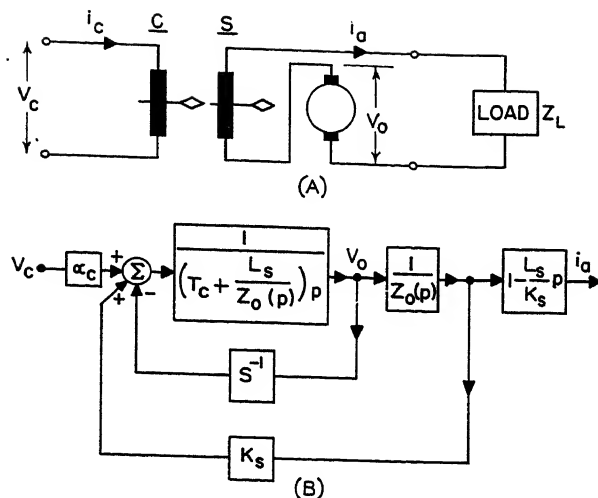 i_c C S i_a
V_c V_o LOAD Z_L
(A)
V_c α_c + Σ + - 1 / (T_c + L_s / Z_o(p)) p V_o 1 / Z_o(p) 1 - L_s / K_s p i_a
S^-1
K_s
(B)